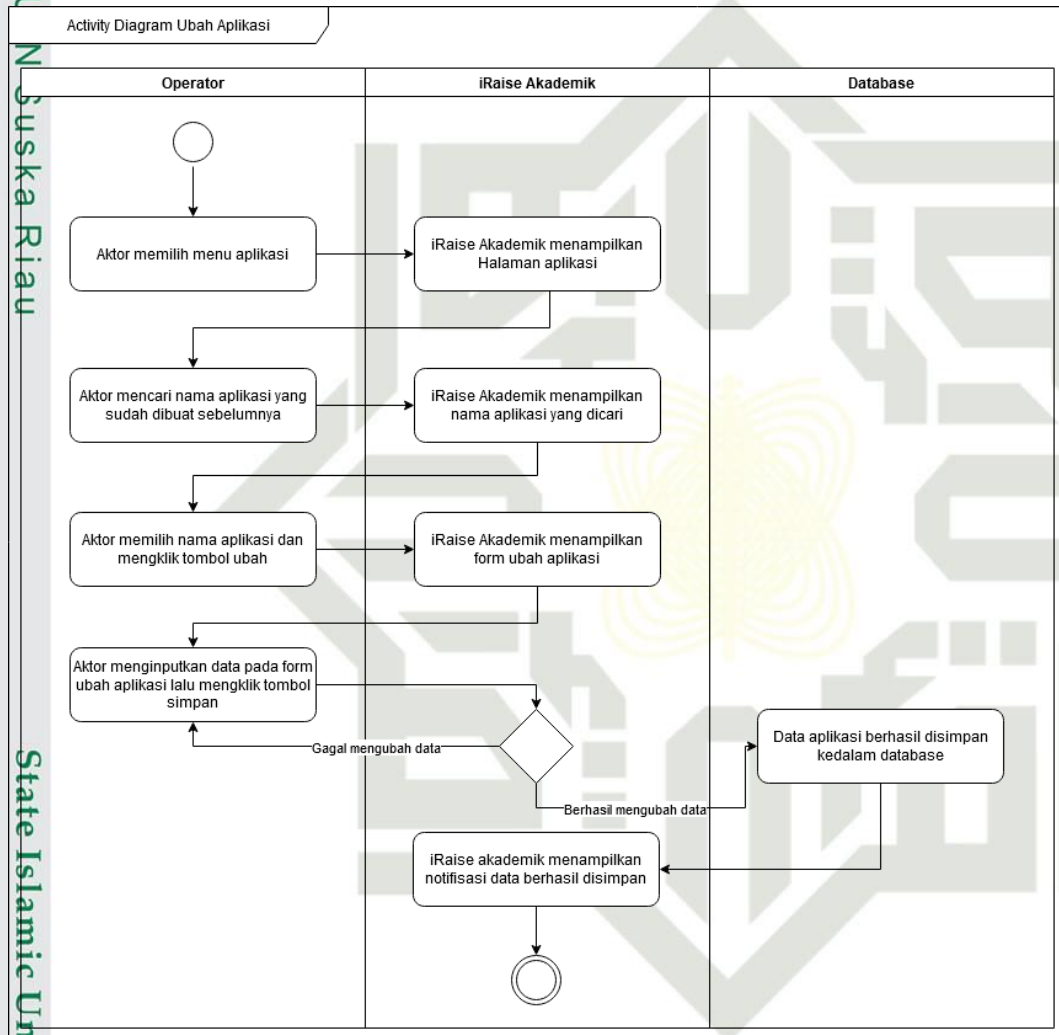 Activity Diagram Ubah Aplikasi
Operator
iRaise Akademik
Database
Aktor memilih menu aplikasi
iRaise Akademik menampilkan
Halaman aplikasi
Aktor mencari nama aplikasi yang
sudah dibuat sebelumnya
iRaise Akademik menampilkan
nama aplikasi yang dicari
Aktor memilih nama aplikasi dan
mengklik tombol ubah
iRaise Akademik menampilkan
form ubah aplikasi
Aktor menginputkan data pada form
ubah aplikasi lalu mengklik tombol
simpan
Gagal mengubah data
Berhasil mengubah data
Data aplikasi berhasil disimpan
kedalam database
iRaise akademik menampilkan
notifisasi data berhasil disimpan
N Suska Riau
State Islamic Un